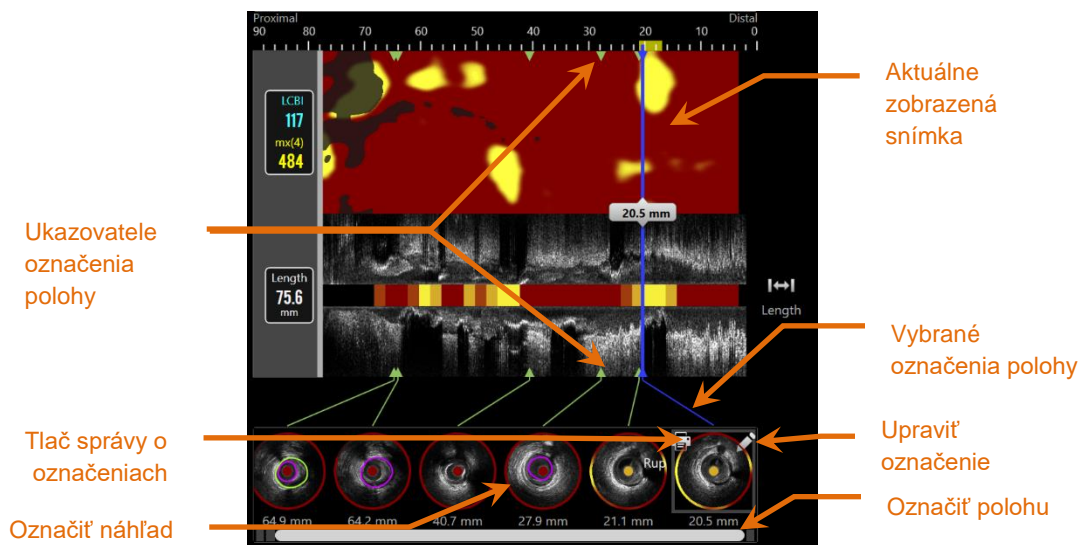 Proximal Distal
90 80 70 60 50 40 30 20 10 0
LCBI
117
mx(4)
484
Aktuálne
zobrazená
snímka
20.5 mm
Ukazovatele
označenia
polohy
Length
75.6
mm
Length
Vybrané
označenia polohy
Tlač správy o
označeniach
Upraviť
označenie
Rup
Označiť náhľad
Označiť polohu
64.9 mm 64.2 mm 40.7 mm 27.9 mm 21.1 mm 20.5 mm